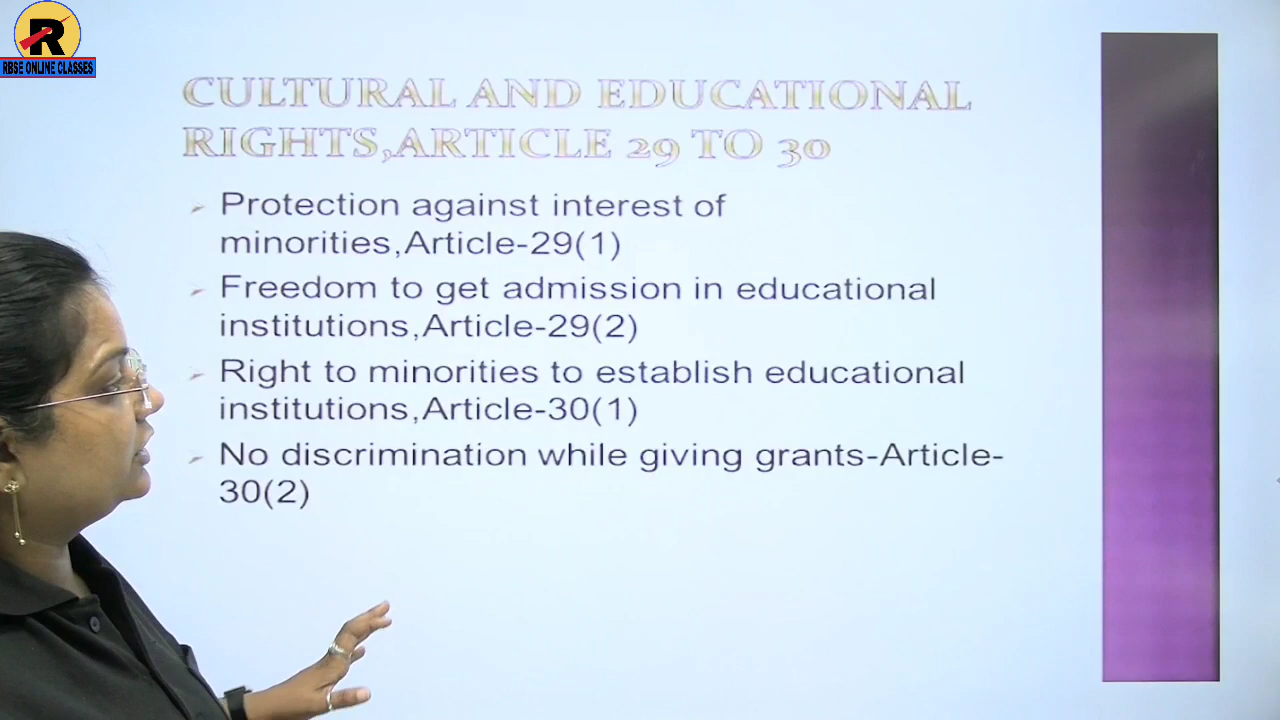 R
RBSE ONLINE CLASSES
CULTURAL AND EDUCATIONAL
RIGHTS,ARTICLE 29 TO 30
Protection against interest of
minorities,Article-29(1)
Freedom to get admission in educational
institutions,Article-29(2)
Right to minorities to establish educational
institutions,Article-30(1)
No discrimination while giving grants-Article-
30(2)